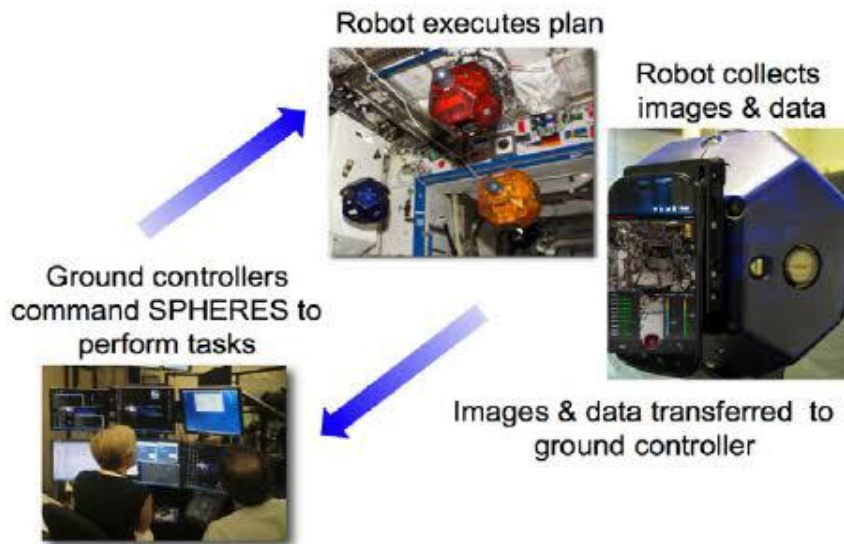 Robot executes plan
Robot collects
images & data
Ground controllers
command SPHERES to
perform tasks
Images & data transferred to
ground controller